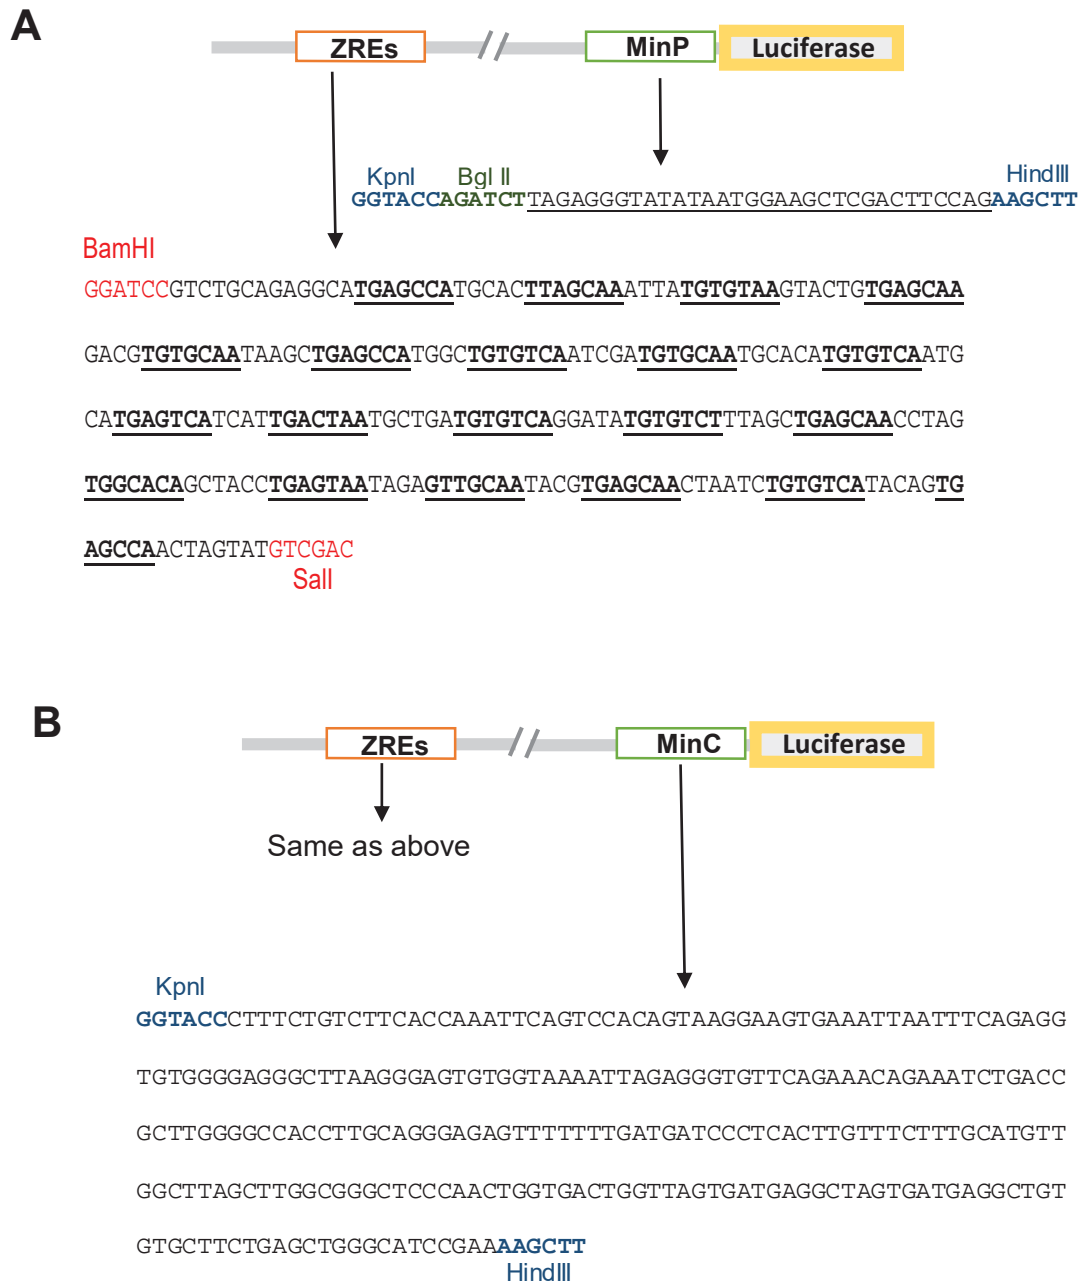 A
ZREs MinP Luciferase
KpnI Bgl II HindIII
GGTACCAGATCTTAGAGGGTATATAATGGAAGCTCGACTTCCAGAAGCTT
BamHI
GGATCCGTCTGCAGAGGCATGAGCCATGCACTTAGCAAATTATGTGTAAGTACTGTGAGCAA
GACGTGTGCAATAAGCTGAGCCATGGCTGTGTCAATCGATGTGCAATGCACATGTGTCAATG
CATGAGTCATCATTGACTAATGCTGATGTGTCAGGATATGTGTCTTTAGCTGAGCAACCTAG
TGGCACAGCTACCTGAGTAATAGAGTTGCAATACGTGAGCAACTAATCTGTGTCATACAGTG
AGCCAACTAGTATGTCGAC
SalI
B
ZREs MinC Luciferase
Same as above
KpnI
GGTACCCTTTCTGTCTTCACCAAATTCAGTCCACAGTAAGGAAGTGAAATTAATTTCAGAGG
TGTGGGGAGGGCTTAAGGGAGTGTGGTAAAATTAGAGGGTGTTCAGAAACAGAAATCTGACC
GCTTGGGGCCACCTTGCAGGGAGAGTTTTTTTGATGATCCCTCACTTGTTTCTTTGCATGTT
GGCTTAGCTTGGCGGGCTCCCAACTGGTGACTGGTTAGTGATGAGGCTAGTGATGAGGCTGT
GTGCTTCTGAGCTGGGCATCCGAAAAGCTT
HindIII